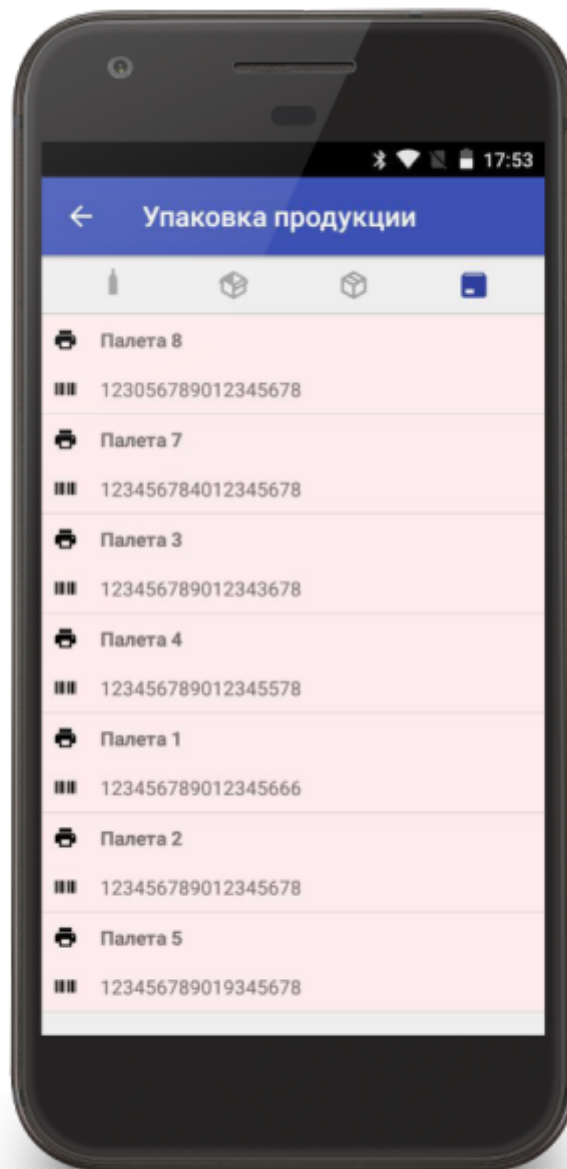 17:53
Упаковка продукции
Палета 8
123056789012345678
Палета 7
123456784012345678
Палета 3
123456789012343678
Палета 4
123456789012345578
Палета 1
123456789012345666
Палета 2
123456789012345678
Палета 5
123456789019345678